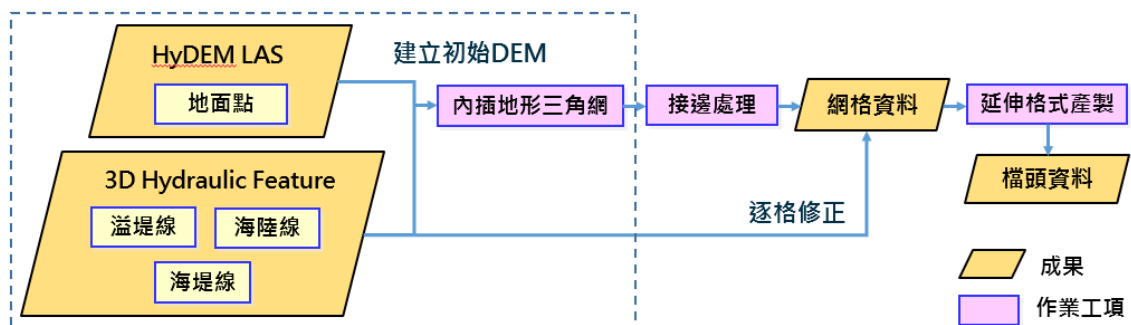 HyDEM LAS
地面點
建立初始DEM
內插地形三角網
接邊處理
網格資料
延伸格式產製
檔頭資料
3D Hydraulic Feature
溢堤線
海陸線
海堤線
逐格修正
成果
作業工項